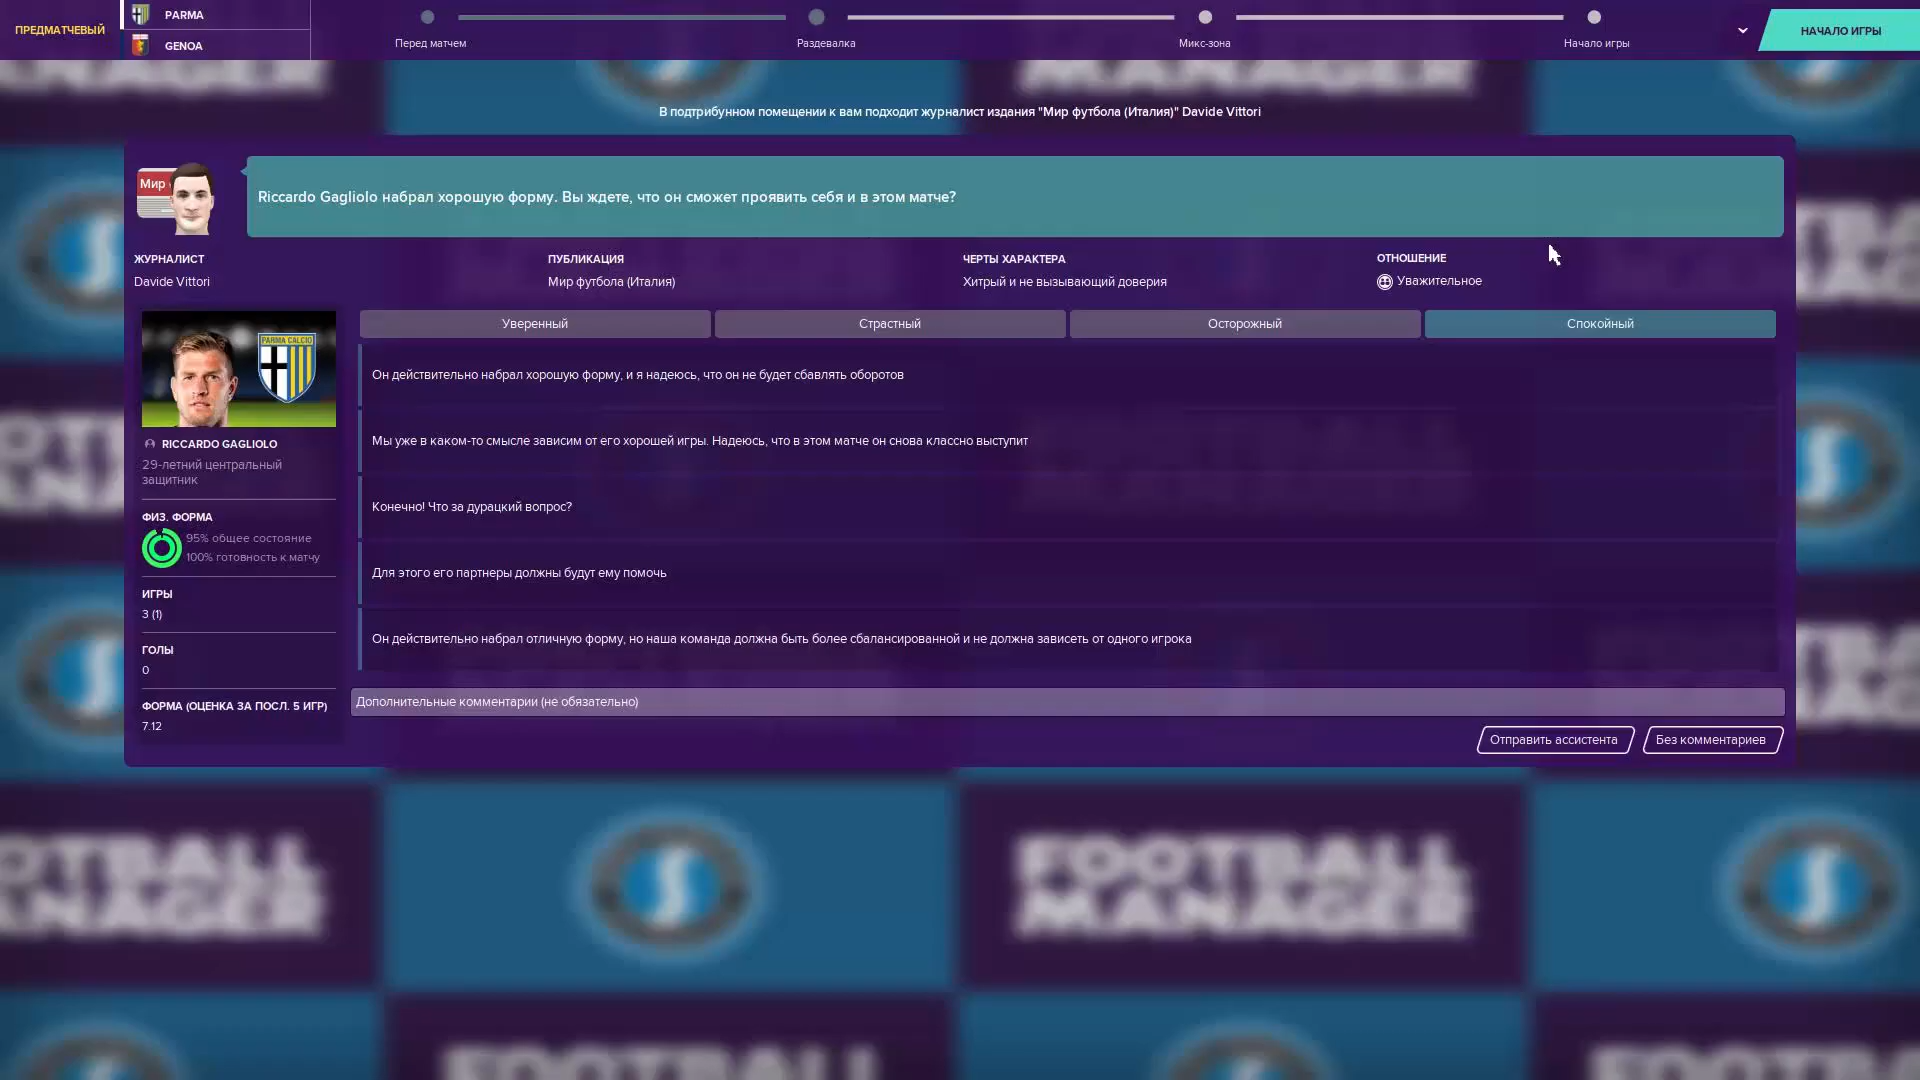 ПРЕДМАТЧЕВЫЙ
PARMA
GENOA
Перед матчем
Раздевалка
Микс-зона
Начало игры
НАЧАЛО ИГРЫ
MANAGER
MANAGER
В подтрибунном помещении к вам подходит журналист издания "Мир футбола (Италия)" Davide Vittori
Мир
Riccardo Gagliolo набрал хорошую форму. Вы ждете, что он сможет проявить себя и в этом матче?
ЖУРНАЛИСТ
Davide Vittori
ПУБЛИКАЦИЯ
Мир футбола (Италия)
ЧЕРТЫ ХАРАКТЕРА
Хитрый и не вызывающий доверия
ОТНОШЕНИЕ
Уважительное
PARMA CALCIO
RICCARDO GAGLIOLO
29-летний центральный
защитник
ФИЗ. ФОРМА
95% общее состояние
100% готовность к матчу
ИГРЫ
3 (1)
ГОЛЫ
0
ФОРМА (ОЦЕНКА ЗА ПОСЛ. 5 ИГР)
7.12
Уверенный
Страстный
Осторожный
Спокойный
Он действительно набрал хорошую форму, и я надеюсь, что он не будет сбавлять оборотов
Мы уже в каком-то смысле зависим от его хорошей игры. Надеюсь, что в этом матче он снова классно выступит
Конечно! Что за дурацкий вопрос?
Для этого его партнеры должны будут ему помочь
Он действительно набрал отличную форму, но наша команда должна быть более сбалансированной и не должна зависеть от одного игрока
Дополнительные комментарии (не обязательно)
Отправить ассистента
Без комментариев
OOTBALL
ANAGER
FOOTBALL
MANAGER
FOOTBALL